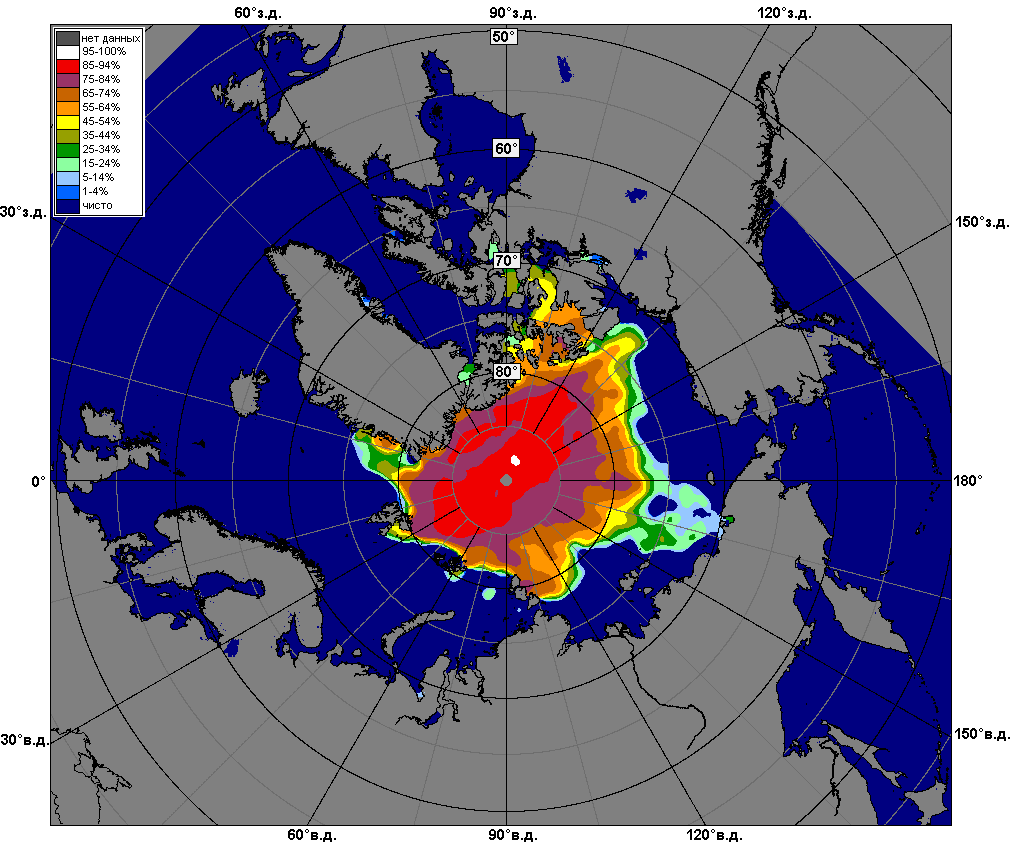 60°з.д.
90°з.д.
120°з.д.
нет данных
95-100%
85-94%
75-84%
65-74%
55-64%
45-54%
35-44%
25-34%
15-24%
5-14%
1-4%
чисто
50°
60°
30°з.д.
150°з.д.
70°
80°
0°
180°
30°в.д.
150°в.д.
60°в.д.
90°в.д.
120°в.д.